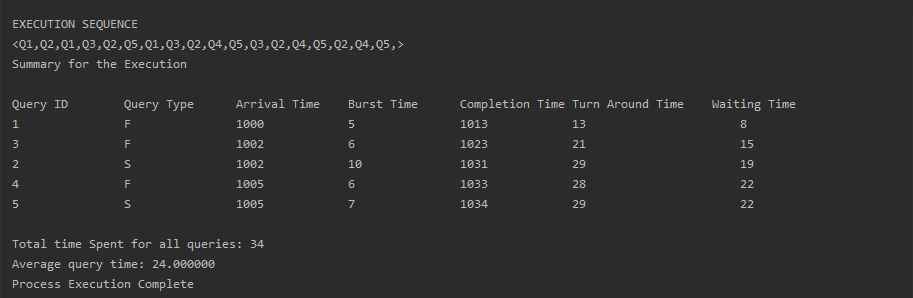 EXECUTION SEQUENCE
<Q1,Q2,Q1,Q3,Q2,Q5,Q1,Q3,Q2,Q4,Q5,Q3,Q2,Q4,Q5,Q2,Q4,Q5,>
Summary for the Execution
Query ID Query Type Arrival Time Burst Time Completion Time Turn Around Time Waiting Time
1 F 1000 5 1013 13 8
3 F 1002 6 1023 21 15
2 S 1002 10 1031 29 19
4 F 1005 6 1033 28 22
5 S 1005 7 1034 29 22
Total time Spent for all queries: 34
Average query time: 24.000000
Process Execution Complete